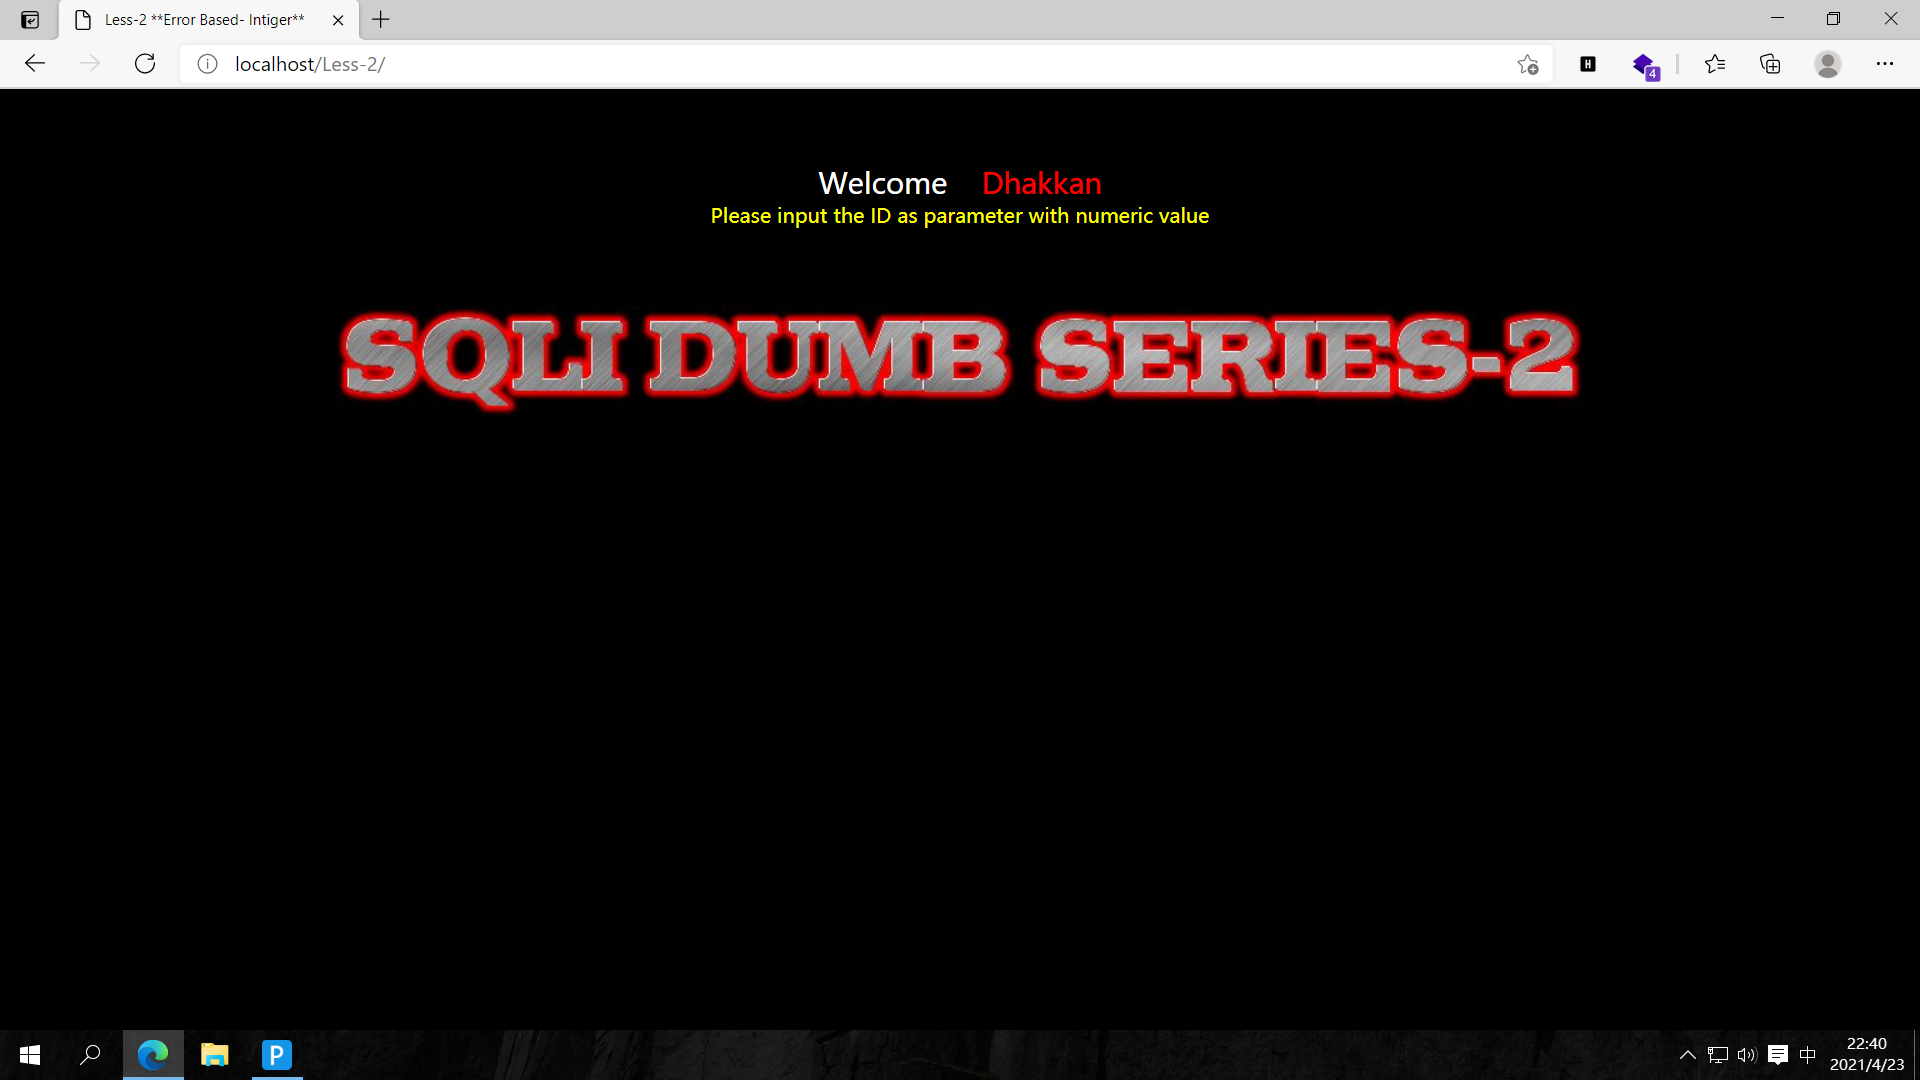 Less-2 **Error Based- Intiger**
localhost/Less-2/
H
4
Welcome Dhakkan
Please input the ID as parameter with numeric value
SQLI DUMB SERIES-2
P
中
22:40
2021/4/23